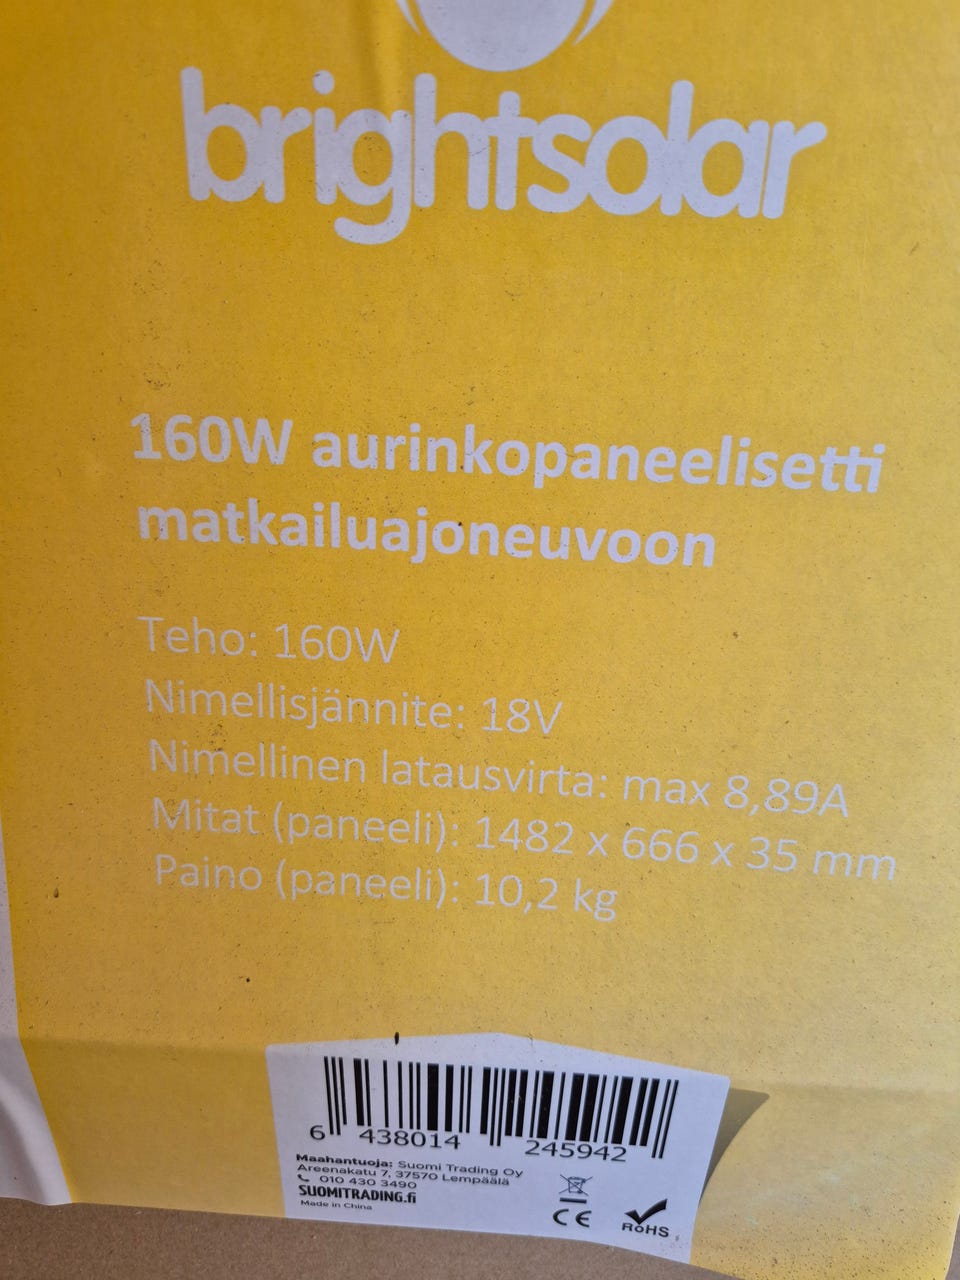 brightsolar
160W aurinkopaneelisetti
matkailuajoneuvoon
Teho: 160W
Nimellisjännite: 18V
Nimellinen latausvirta: max 8,89A
Mitat (paneeli): 1482 x 666 x 35 mm
Paino (paneeli): 10,2 kg
6 438014 245942
Maahantuoja: Suomi Trading Oy
Areenakatu 7, 37570 Lempäälä
010 430 3490
SUOMITRADING.fi
Made in China
CE
RoHS